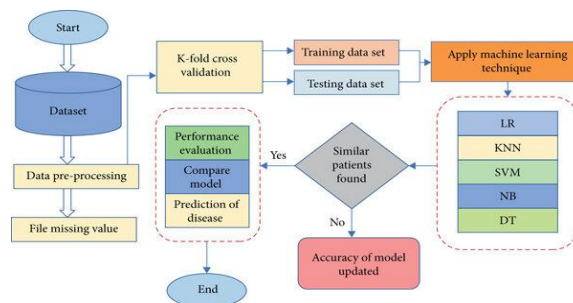 Start
Dataset
Data pre-processing
File missing value
K-fold cross
validation
Training data set
Testing data set
Apply machine learning
technique
LR
KNN
SVM
NB
DT
Similar
patients
found
Yes
No
Performance
evaluation
Compare
model
Prediction of
disease
Accuracy of model
updated
End